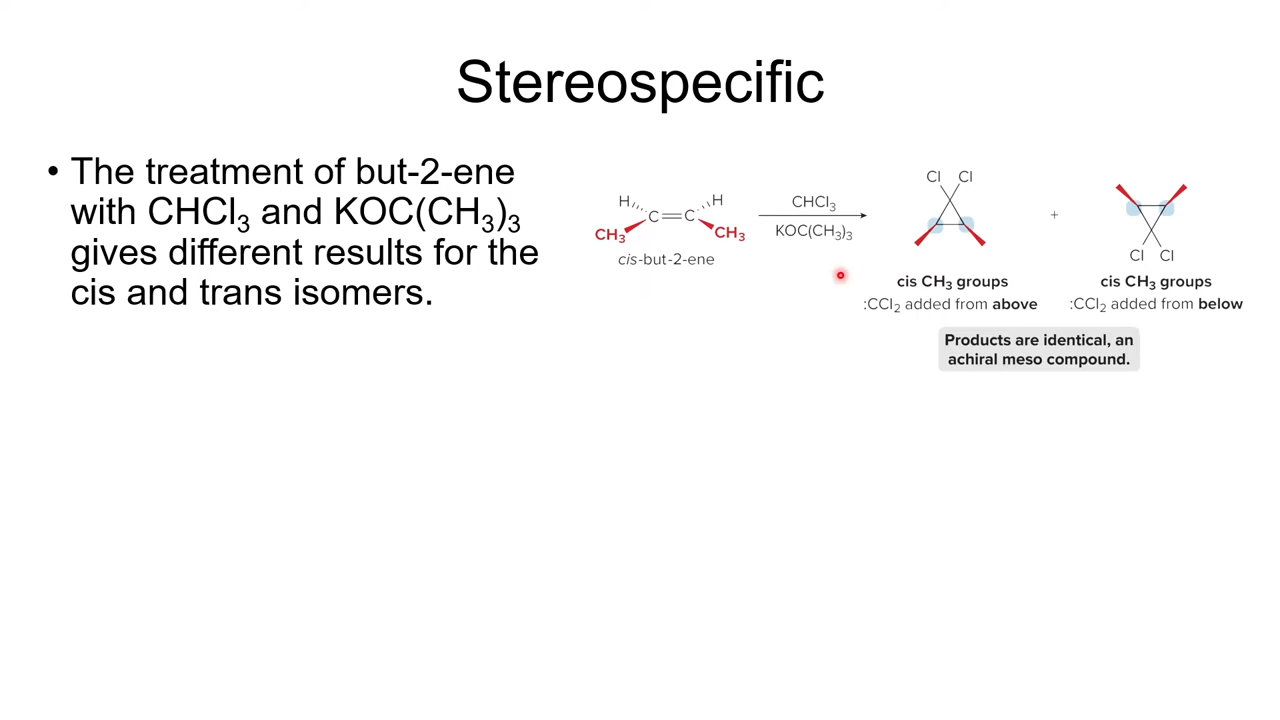 Stereospecific
• The treatment of but-2-ene
with CHCl₃ and KOC(CH₃)₃
gives different results for the
cis and trans isomers.
H H
C=C
CH₃ CH₃
cis-but-2-ene
CHCl₃
KOC(CH₃)₃
Cl Cl
cis CH₃ groups
:CCl₂ added from above
+
Cl Cl
cis CH₃ groups
:CCl₂ added from below
Products are identical, an
achiral meso compound.